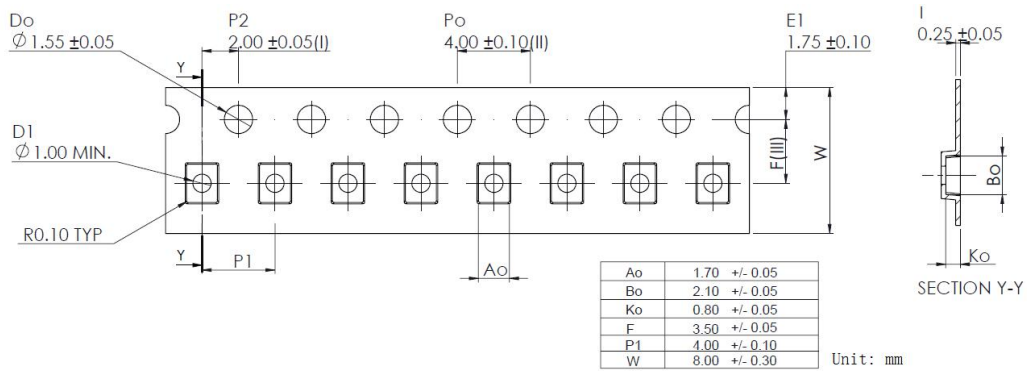 Do
Ø 1.55 ±0.05
P2
2.00 ±0.05(I)
Po
4.00 ±0.10(II)
E1
1.75 ±0.10
I
0.25 ±0.05
Y
D1
Ø 1.00 MIN.
F(III)
W
Bo
R0.10 TYP
Y
P1
Ao
Ko
SECTION Y-Y
Ao 1.70 +/- 0.05
Bo 2.10 +/- 0.05
Ko 0.80 +/- 0.05
F 3.50 +/- 0.05
P1 4.00 +/- 0.10
W 8.00 +/- 0.30
Unit: mm